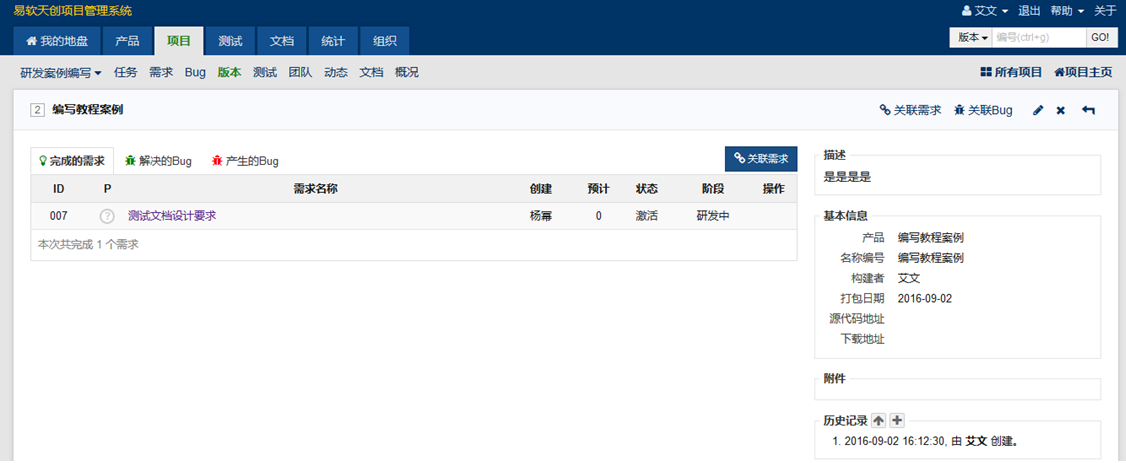 易软天创项目管理系统
艾文 退出 帮助 关于
我的地盘 产品 项目 测试 文档 统计 组织
版本 编号(ctrl+g) GO!
研发案例编写 任务 需求 Bug 版本 测试 团队 动态 文档 概况
所有项目 项目主页
2 编写教程案例
关联需求 关联Bug
完成的需求 解决的Bug 产生的Bug
关联需求
ID P 需求名称 创建 预计 状态 阶段 操作
007 ? 测试文档设计要求 杨幂 0 激活 研发中
本次共完成 1 个需求
描述
是是是是
基本信息
产品 编写教程案例
名称编号 编写教程案例
构建者 艾文
打包日期 2016-09-02
源代码地址
下载地址
附件
历史记录
1. 2016-09-02 16:12:30, 由 艾文 创建。